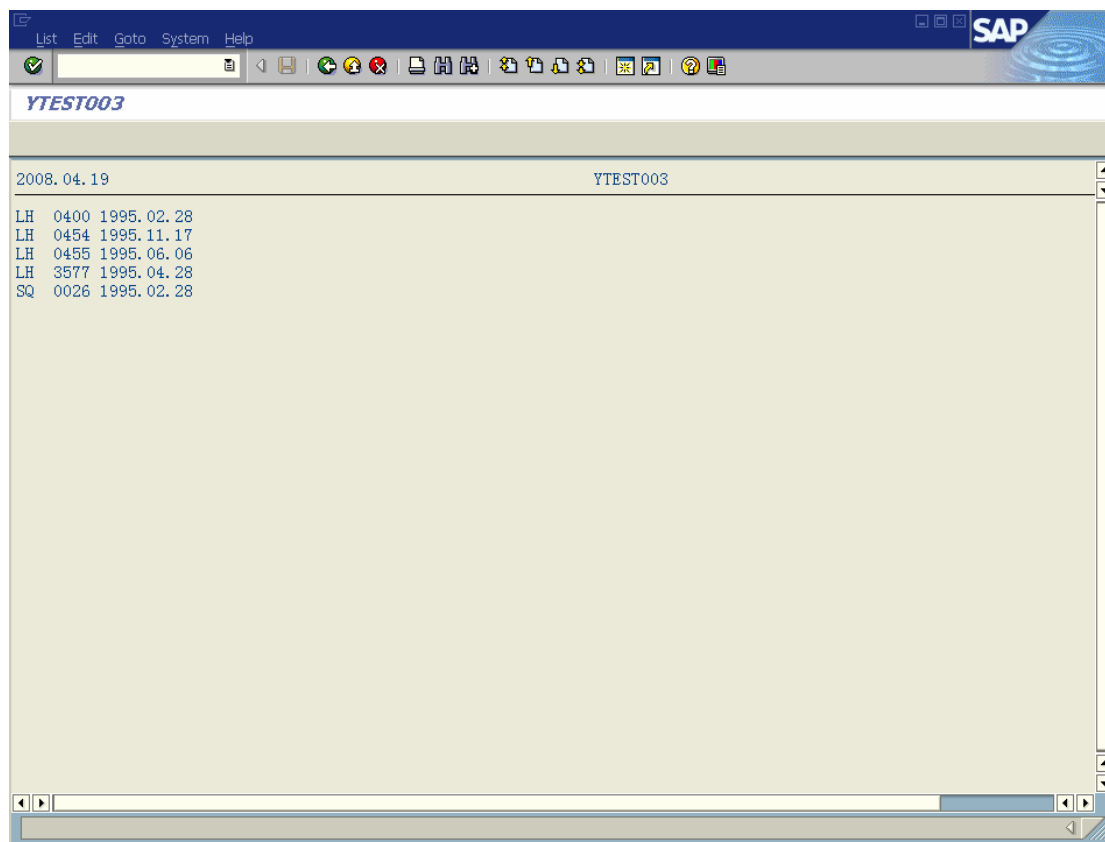 List Edit Goto System Help
SAP
YTEST003
2008.04.19 YTEST003
LH 0400 1995.02.28
LH 0454 1995.11.17
LH 0455 1995.06.06
LH 3577 1995.04.28
SQ 0026 1995.02.28